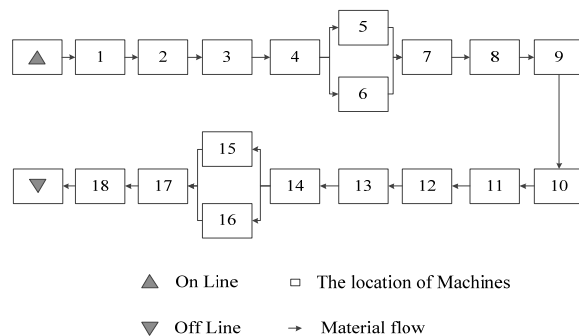 5
1 2 3 4 7 8 9
6
15
18 17 14 13 12 11 10
16
On Line The location of Machines
Off Line Material flow